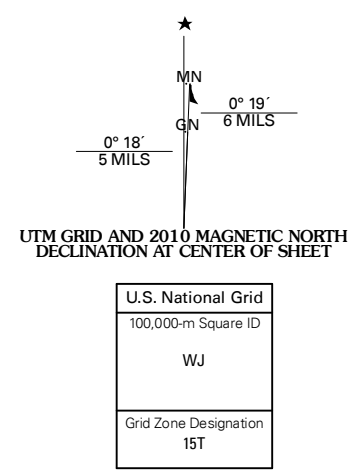 MN
0° 19´
6 MILS
GN
0° 18´
5 MILS
UTM GRID AND 2010 MAGNETIC NORTH
DECLINATION AT CENTER OF SHEET
U.S. National Grid
100,000-m Square ID
WJ
Grid Zone Designation
15T